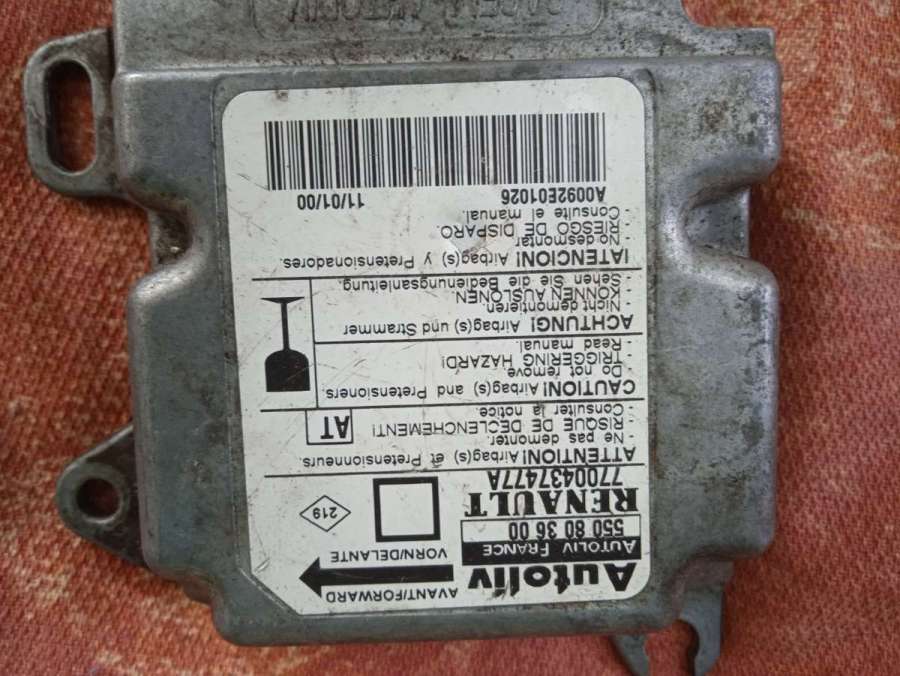 Autoliv
AUTOLIV FRANCE
550 80 36 00
RENAULT
7700437477A
AVANT/FORWARD
VORN/DELANTE
219
ATTENTION! Airbag(s) et Pretensionneurs.
- Ne pas démonter.
- RISQUE DE DECLENCHEMENT!
- Consulter la notice.
AT
CAUTION! Airbag(s) and Pretensioners.
- Do not remove.
- TRIGGERING HAZARD!
- Read manual.
ACHTUNG! Airbag(s) und Strammer
- Nicht demontieren.
- KÖNNEN AUSLÖNEN.
- Sehen Sie die Bedienungsanleitung.
¡ATENCION! Airbag(s) y Pretensionadores.
- No desmontar
- RIESGO DE DISPARO.
- Consulte el manual.
A0092E01026
11/01/00